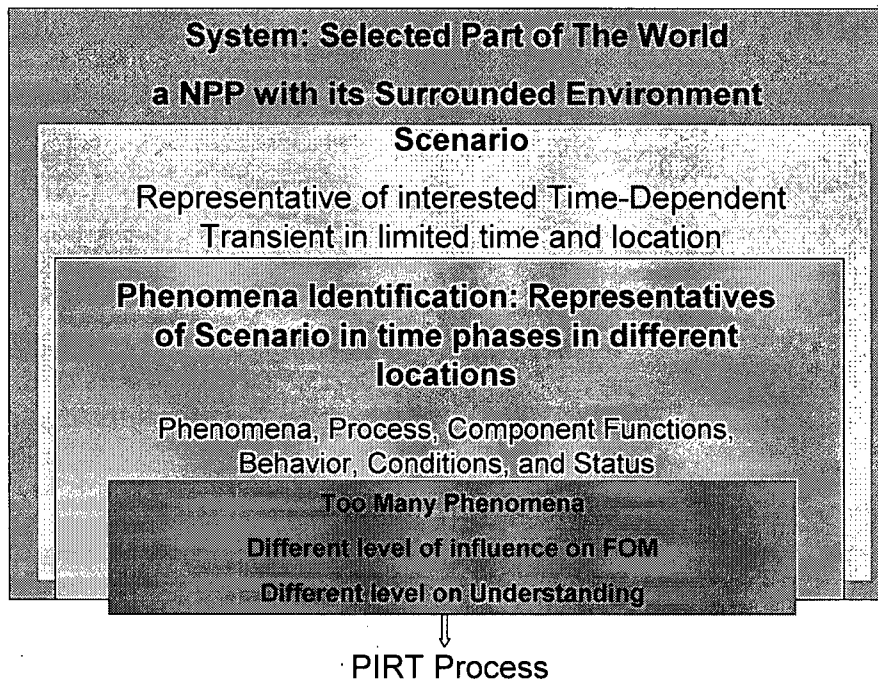 System: Selected Part of The World
a NPP with its Surrounded Environment
Scenario
Representative of interested Time-Dependent
Transient in limited time and location
Phenomena Identification: Representatives
of Scenario in time phases in different
locations
Phenomena, Process, Component Functions,
Behavior, Conditions, and Status
Too Many Phenomena
Different level of influence on FOM
Different level on Understanding
PIRT Process